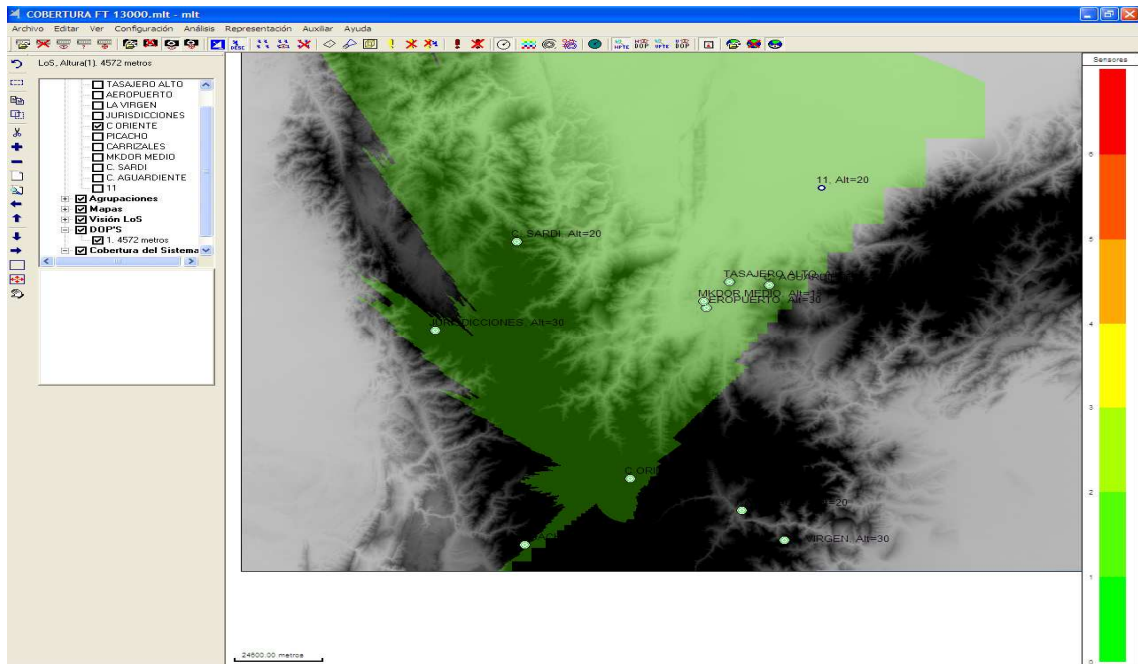 COBERTURA FT 13000.mlt - mlt
Archivo Editar Ver Configuración Análisis Representación Auxiliar Ayuda
LoS, Altura(1). 4572 metros
TASAJERO ALTO
AEROPUERTO
LA VIRGEN
JURISDICCIONES
C ORIENTE
PICACHO
CARRIZALES
MKDOR MEDIO
C. SARDI
C. AGUARDIENTE
11
Agrupaciones
Mapas
Visión LoS
DOP'S
1. 4572 metros
Cobertura del Sistema
Sensores
6
5
4
3
2
1
0
11, Alt=20
C. SARDI, Alt=20
TASAJERO ALTO,
MKDOR MEDIO, Alt=15
EROPUERTO, Alt=30
DICCIONES, Alt=30
C ORI
=20
VIRGEN, Alt=30
24600.00 metros